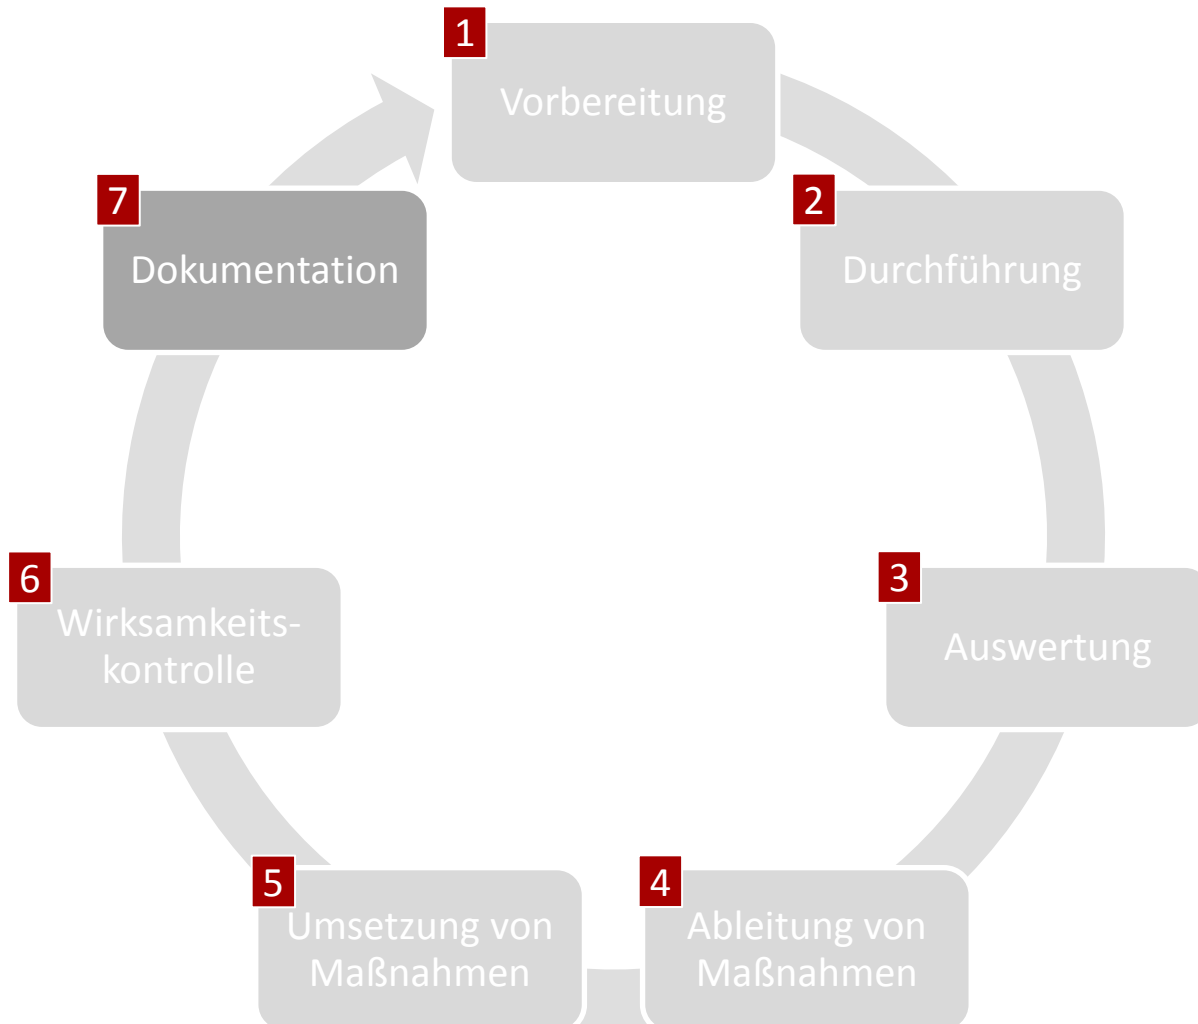 1
Vorbereitung
2
Durchführung
3
Auswertung
4
Ableitung von
Maßnahmen
5
Umsetzung von
Maßnahmen
6
Wirksamkeits-
kontrolle
7
Dokumentation